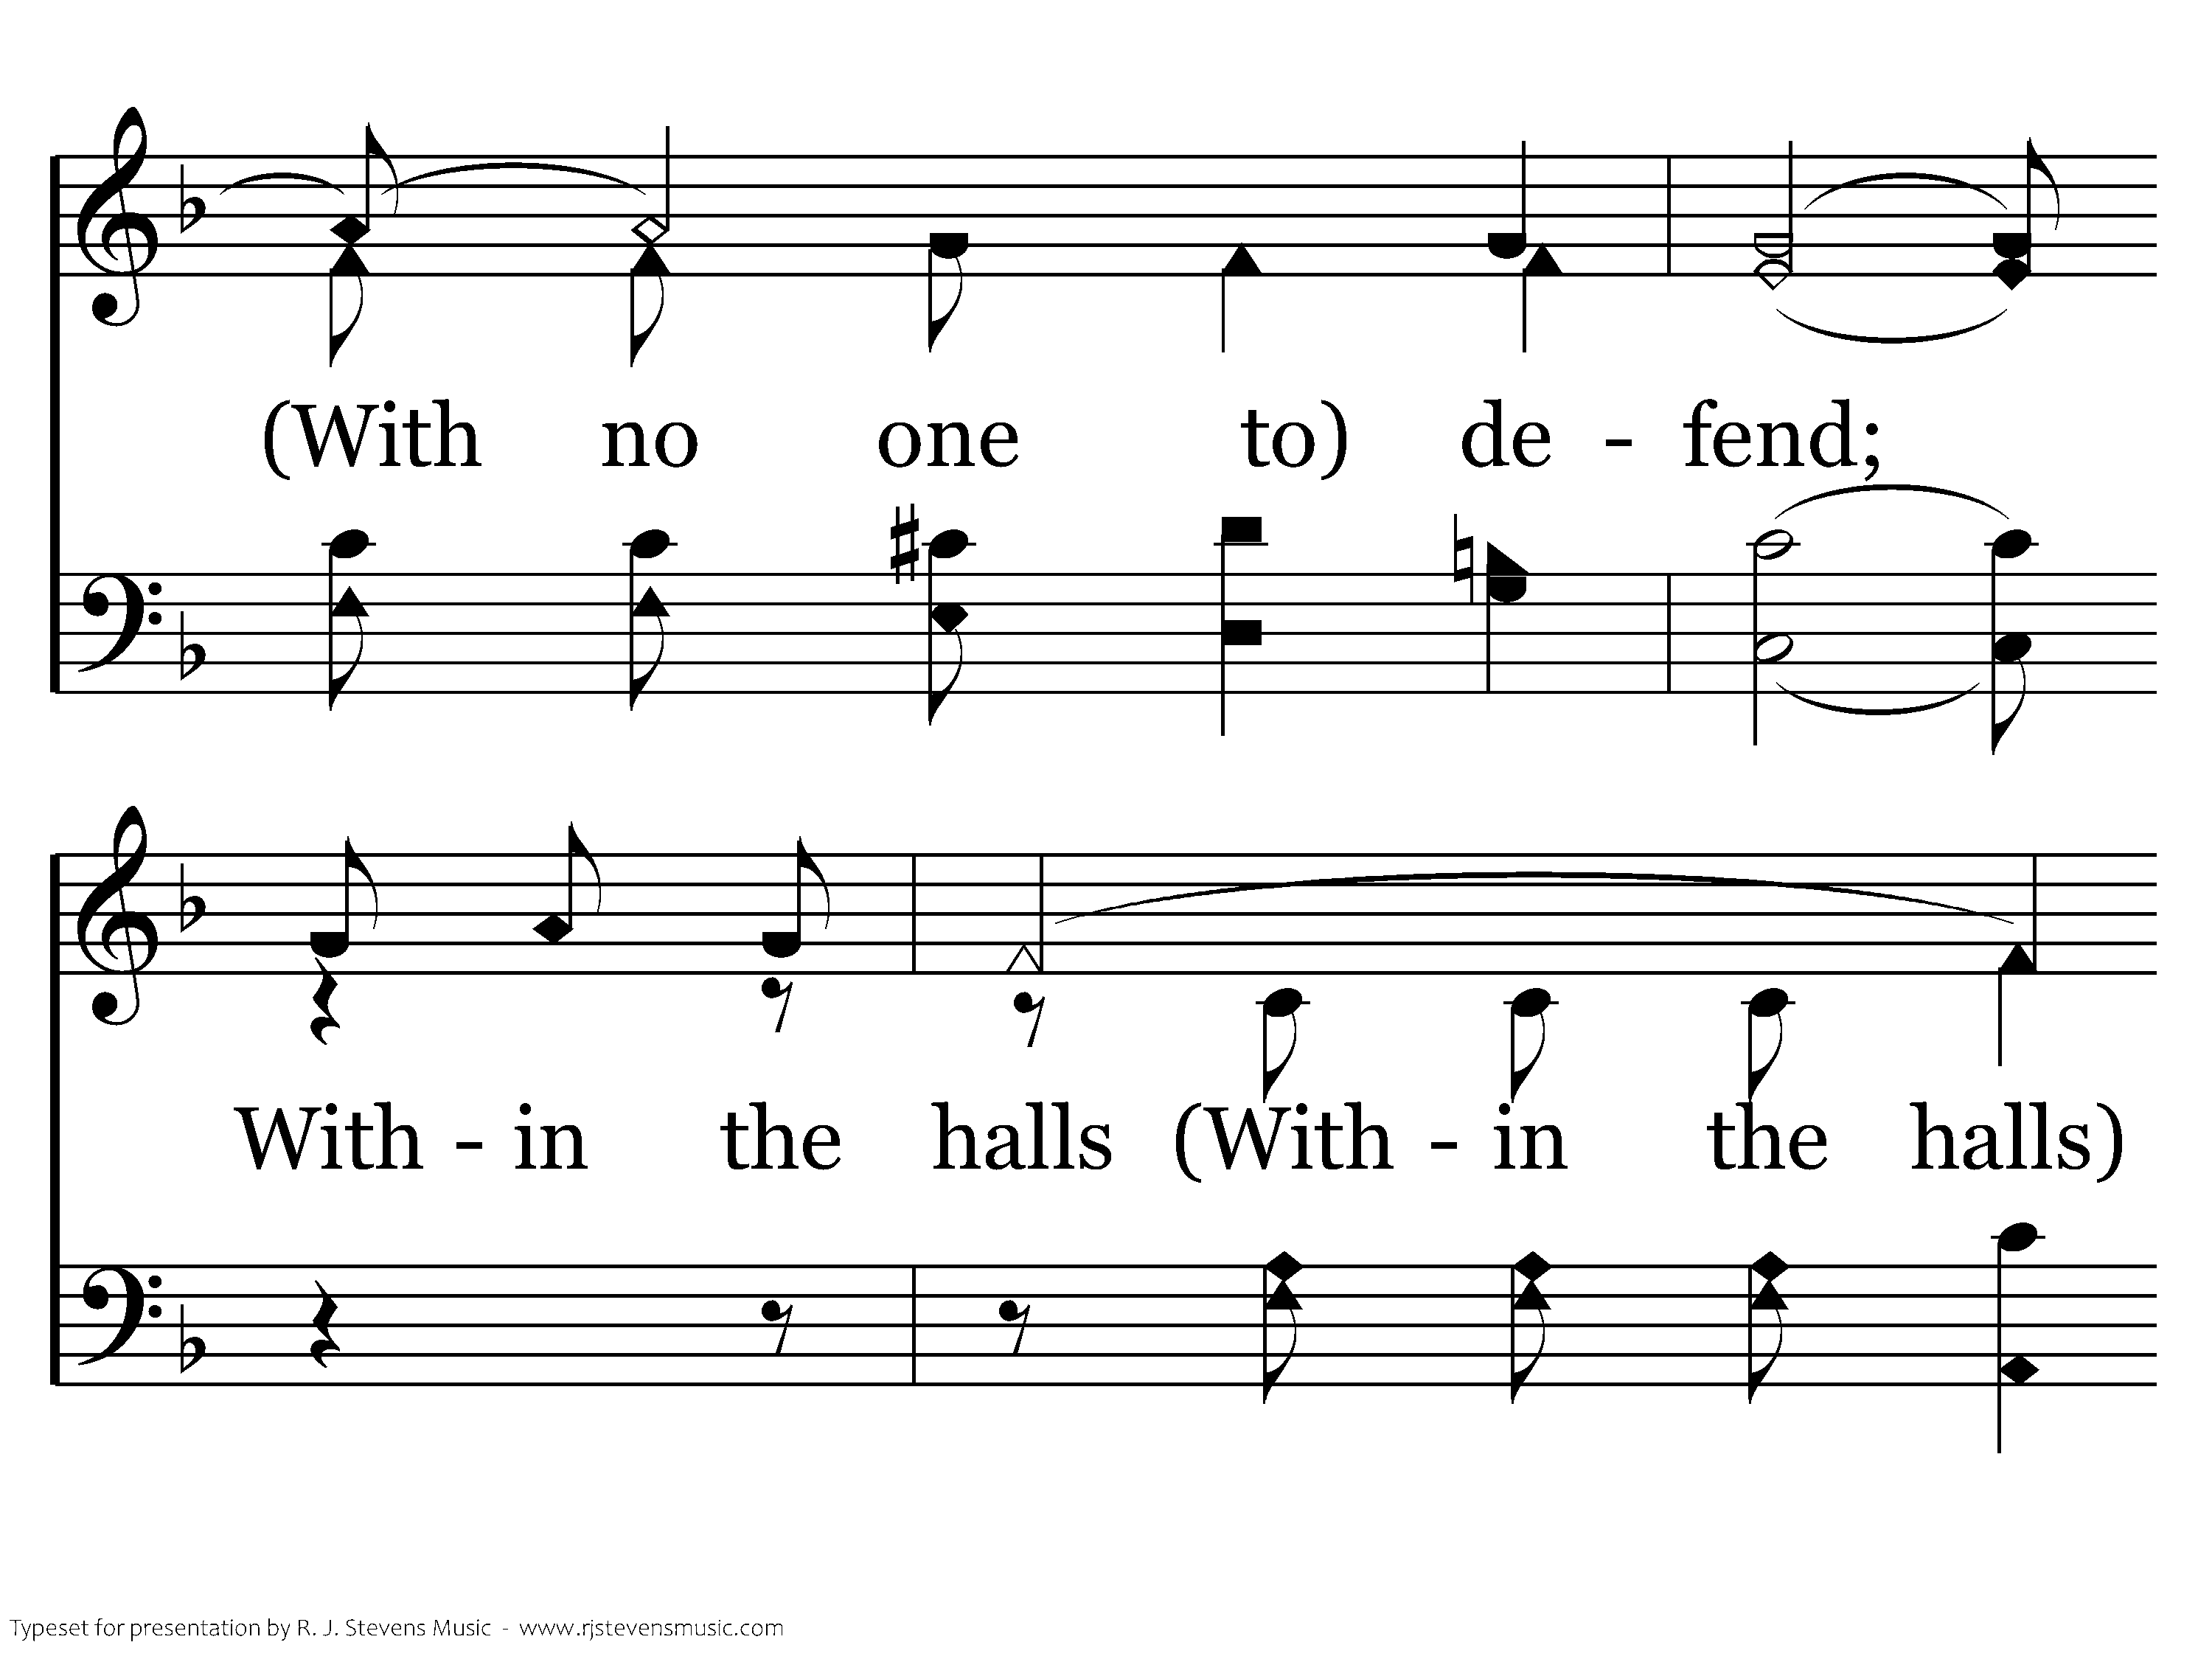 (With no one to) de - fend;
With - in the halls (With - in the halls)
Typeset for presentation by R. J. Stevens Music - www.rjstevensmusic.com